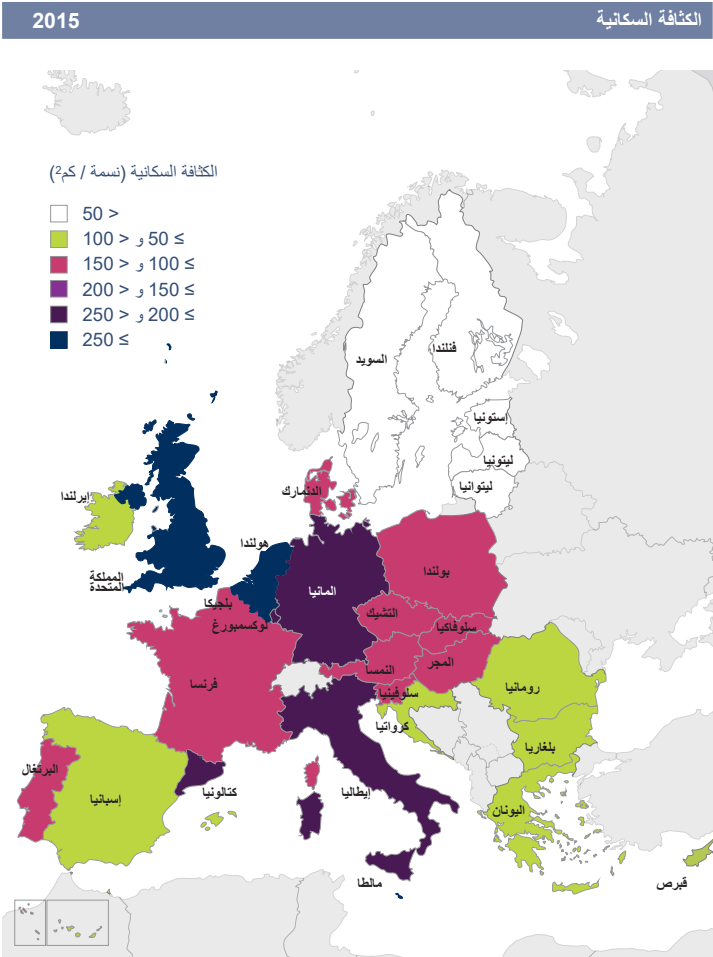 الكثافة السكانية 2015
الكثافة السكانية (نسمة / كم²)
< 50
≥ 50 و < 100
≥ 100 و < 150
≥ 150 و < 200
≥ 200 و < 250
≥ 250
السويد
فنلندا
إستونيا
ليتونيا
ليتوانيا
الدنمارك
إيرلندا
المملكة
المتحدة
هولندا
بلجيكا
لوكسمبورغ
المانيا
بولندا
التشيك
سلوفاكيا
النمسا
المجر
فرنسا
سلوفينيا
كرواتيا
رومانيا
بلغاريا
البرتغال
إسبانيا
كتالونيا
إيطاليا
اليونان
مالطا
قبرص